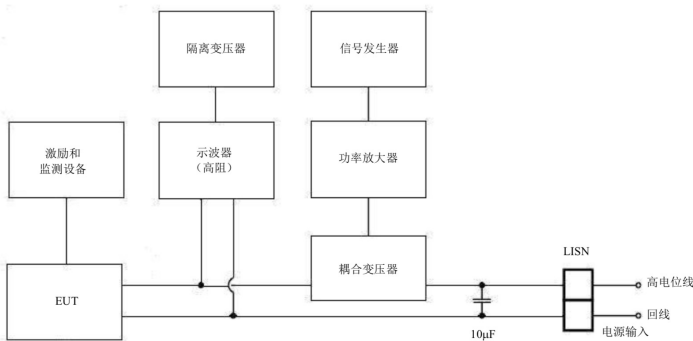 隔离变压器
信号发生器
激励和
监测设备
示波器
（高阻）
功率放大器
耦合变压器
EUT
LISN
高电位线
回线
10μF
电源输入